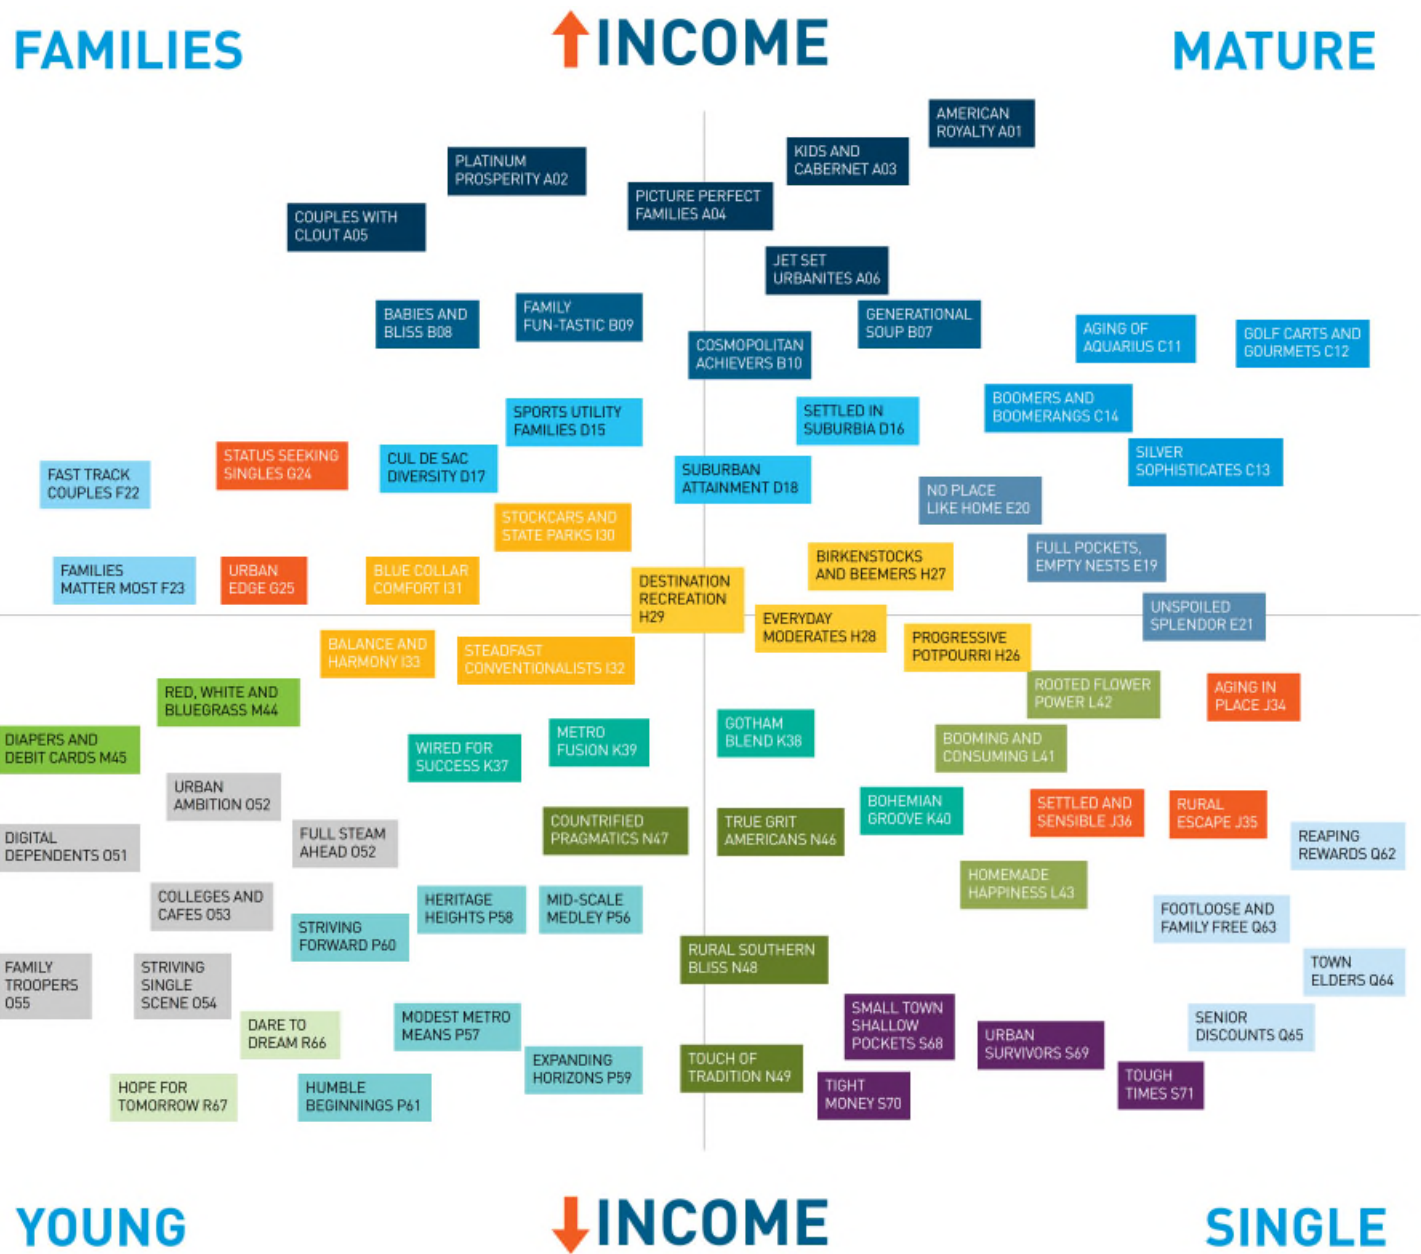 FAMILIES
INCOME
MATURE
AMERICAN
ROYALTY A01
KIDS AND
CABERNET A03
PLATINUM
PROSPERITY A02
PICTURE PERFECT
FAMILIES A04
COUPLES WITH
CLOUT A05
JET SET
URBANITES A06
BABIES AND
BLISS B08
FAMILY
FUN-TASTIC B09
GENERATIONAL
SOUP B07
COSMOPOLITAN
ACHIEVERS B10
AGING OF
AQUARIUS C11
GOLF CARTS AND
GOURMETS C12
SPORTS UTILITY
FAMILIES D15
SETTLED IN
SUBURBIA D16
BOOMERS AND
BOOMERANGS C14
FAST TRACK
COUPLES F22
STATUS SEEKING
SINGLES G24
CUL DE SAC
DIVERSITY D17
SUBURBAN
ATTAINMENT D18
SILVER
SOPHISTICATES C13
NO PLACE
LIKE HOME E20
STOCKCARS AND
STATE PARKS I30
FULL POCKETS,
EMPTY NESTS E19
FAMILIES
MATTER MOST F23
URBAN
EDGE G25
BLUE COLLAR
COMFORT I31
DESTINATION
RECREATION
H29
BIRKENSTOCKS
AND BEEMERS H27
UNSPOILED
SPLENDOR E21
EVERYDAY
MODERATES H28
PROGRESSIVE
POTPOURRI H26
BALANCE AND
HARMONY I33
STEADFAST
CONVENTIONALISTS I32
RED, WHITE AND
BLUEGRASS M44
ROOTED FLOWER
POWER L42
AGING IN
PLACE J34
DIAPERS AND
DEBIT CARDS M45
WIRED FOR
SUCCESS K37
METRO
FUSION K39
GOTHAM
BLEND K38
BOOMING AND
CONSUMING L41
URBAN
AMBITION O52
BOHEMIAN
GROOVE K40
SETTLED AND
SENSIBLE J36
RURAL
ESCAPE J35
DIGITAL
DEPENDENTS O51
FULL STEAM
AHEAD O52
COUNTRIFIED
PRAGMATICS N47
TRUE GRIT
AMERICANS N46
REAPING
REWARDS Q62
HOMEMADE
HAPPINESS L43
COLLEGES AND
CAFES O53
STRIVING
FORWARD P60
HERITAGE
HEIGHTS P58
MID-SCALE
MEDLEY P56
FOOTLOOSE AND
FAMILY FREE Q63
RURAL SOUTHERN
BLISS N48
TOWN
ELDERS Q64
FAMILY
TROOPERS
O55
STRIVING
SINGLE
SCENE O54
DARE TO
DREAM R66
MODEST METRO
MEANS P57
SMALL TOWN
SHALLOW
POCKETS S68
URBAN
SURVIVORS S69
SENIOR
DISCOUNTS Q65
EXPANDING
HORIZONS P59
TOUCH OF
TRADITION N49
HOPE FOR
TOMORROW R67
HUMBLE
BEGINNINGS P61
TIGHT
MONEY S70
TOUGH
TIMES S71
YOUNG
INCOME
SINGLE